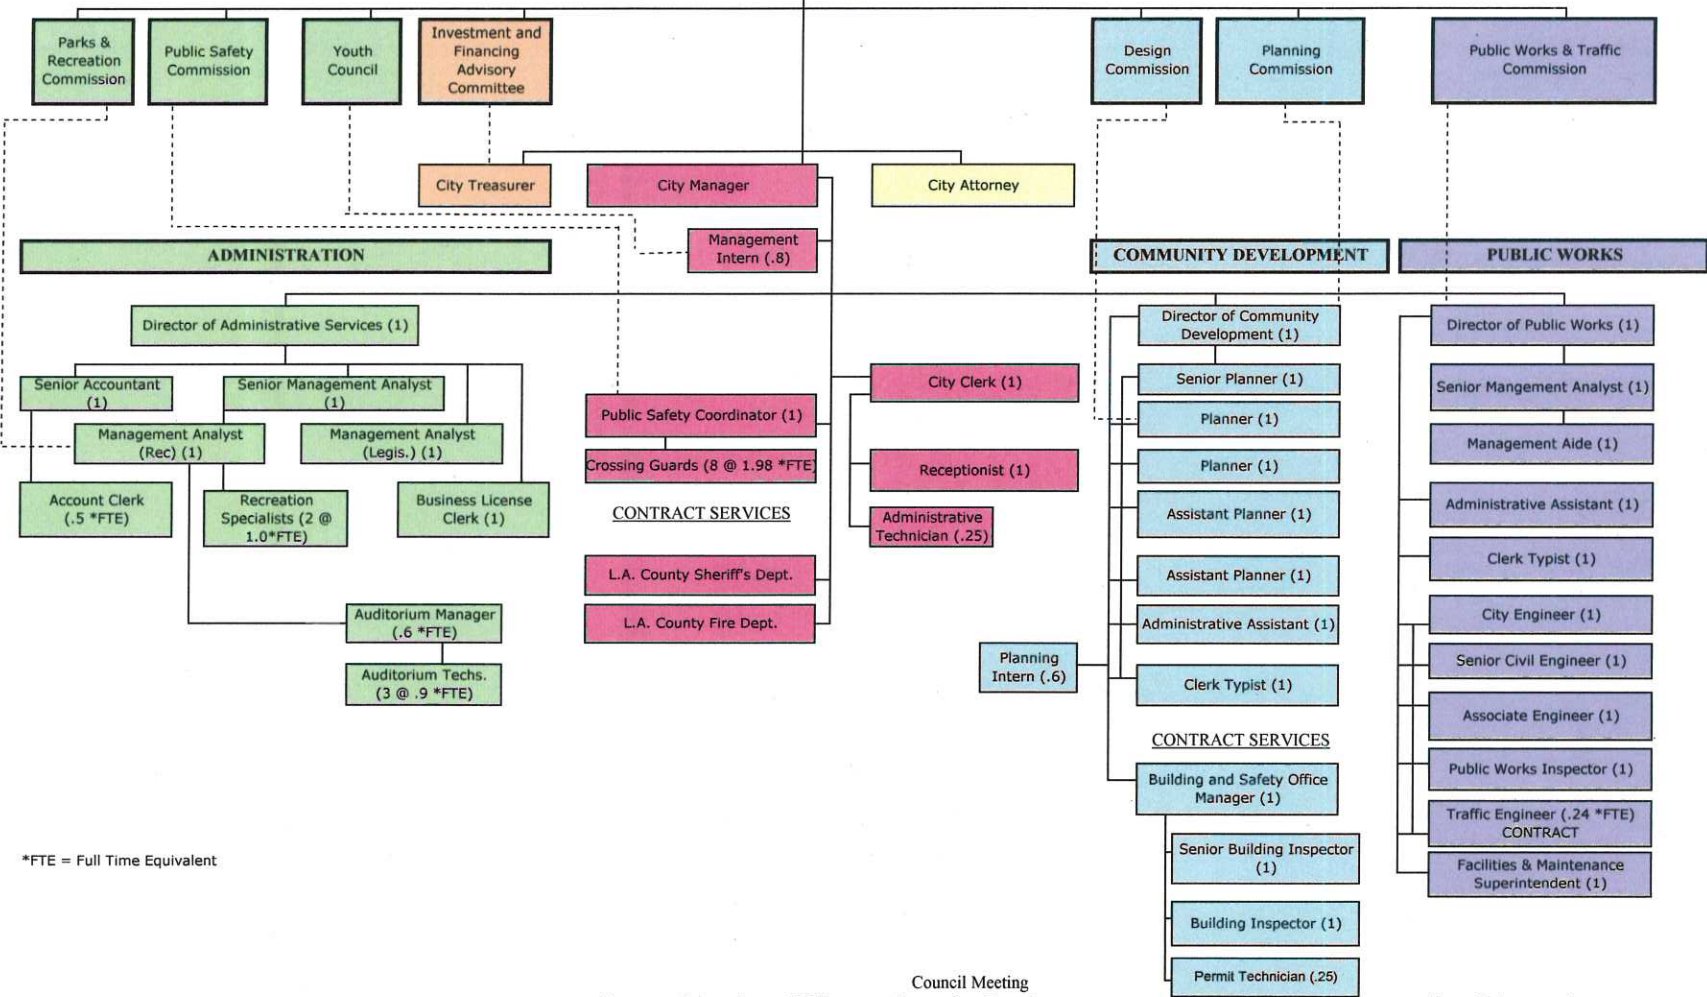 Parks &
Recreation
Commission
Public Safety
Commission
Youth
Council
Investment and
Financing
Advisory
Committee
Design
Commission
Planning
Commission
Public Works & Traffic
Commission
City Treasurer
City Manager
City Attorney
Management
Intern (.8)
ADMINISTRATION
COMMUNITY DEVELOPMENT
PUBLIC WORKS
Director of Administrative Services (1)
Senior Accountant
(1)
Senior Management Analyst
(1)
Management Analyst
(Rec) (1)
Management Analyst
(Legis.) (1)
Account Clerk
(.5 *FTE)
Recreation
Specialists (2 @
1.0*FTE)
Business License
Clerk (1)
Auditorium Manager
(.6 *FTE)
Auditorium Techs.
(3 @ .9 *FTE)
Public Safety Coordinator (1)
Crossing Guards (8 @ 1.98 *FTE)
CONTRACT SERVICES
L.A. County Sheriff's Dept.
L.A. County Fire Dept.
City Clerk (1)
Receptionist (1)
Administrative
Technician (.25)
Director of Community
Development (1)
Senior Planner (1)
Planner (1)
Planner (1)
Assistant Planner (1)
Assistant Planner (1)
Administrative Assistant (1)
Planning
Intern (.6)
Clerk Typist (1)
CONTRACT SERVICES
Building and Safety Office
Manager (1)
Senior Building Inspector
(1)
Building Inspector (1)
Permit Technician (.25)
Director of Public Works (1)
Senior Mangement Analyst (1)
Management Aide (1)
Administrative Assistant (1)
Clerk Typist (1)
City Engineer (1)
Senior Civil Engineer (1)
Associate Engineer (1)
Public Works Inspector (1)
Traffic Engineer (.24 *FTE)
CONTRACT
Facilities & Maintenance
Superintendent (1)
*FTE = Full Time Equivalent
Council Meeting